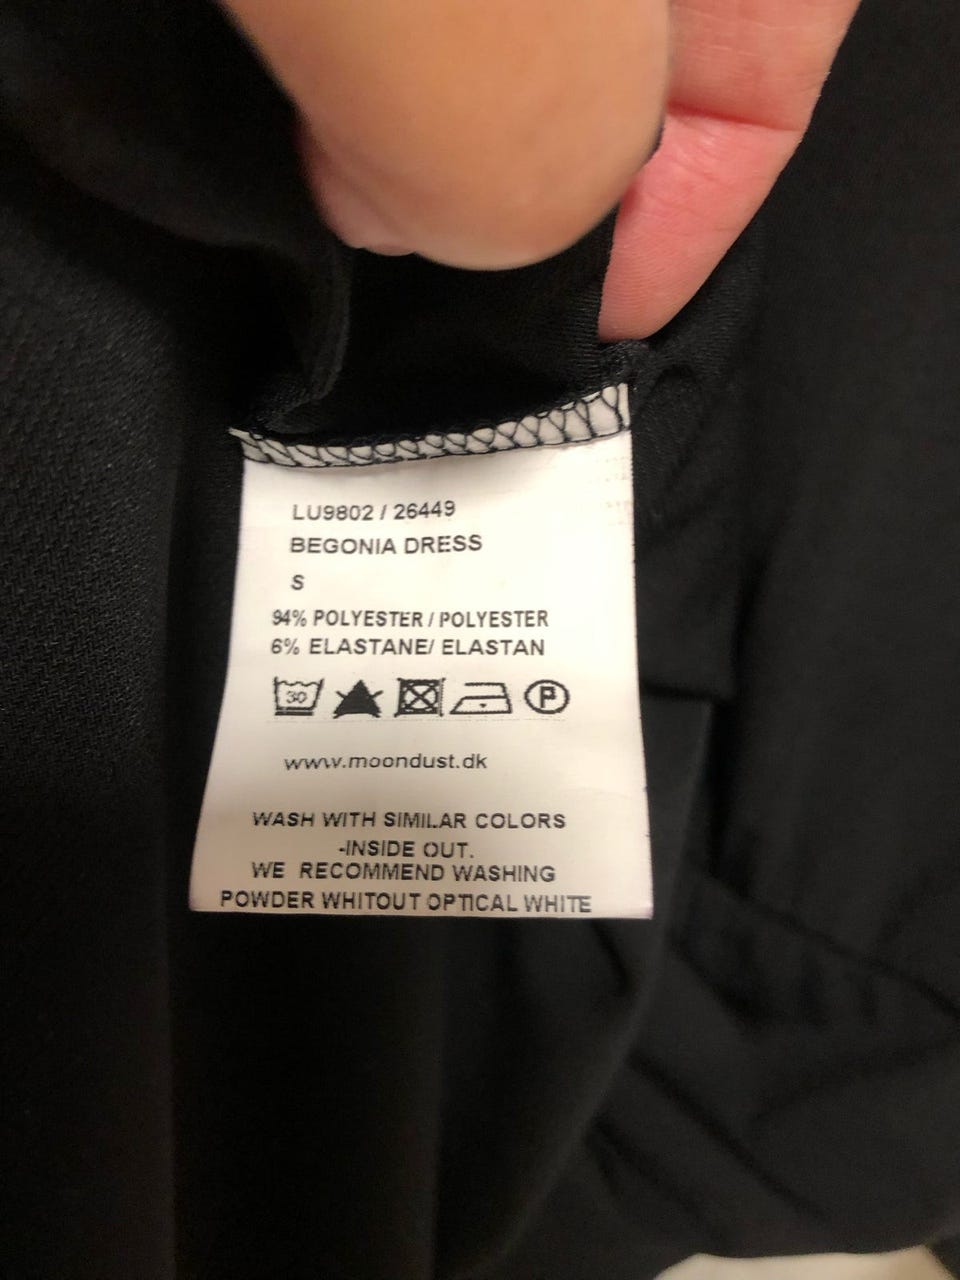 LU9802 / 26449
BEGONIA DRESS
S
94% POLYESTER / POLYESTER
6% ELASTANE/ ELASTAN
30 P
www.moondust.dk
WASH WITH SIMILAR COLORS
-INSIDE OUT.
WE RECOMMEND WASHING
POWDER WHITOUT OPTICAL WHITE